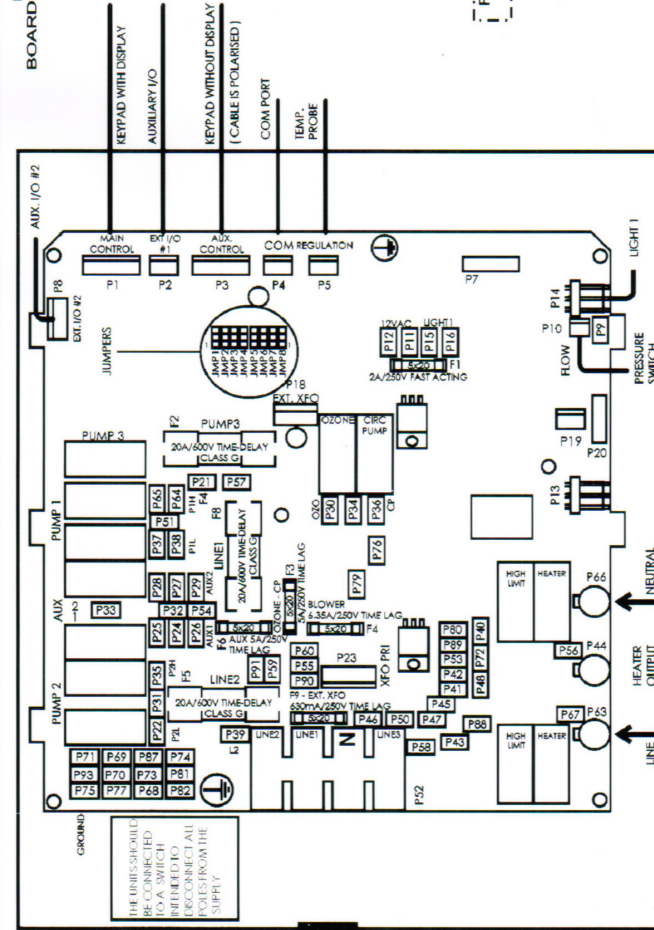 BOARD
KEYPAD WITH DISPLAY
AUXILIARY I/O
KEYPAD WITHOUT DISPLAY
( CABLE IS POLARISED )
COM PORT
TEMP.
PROBE
AUX. I/O #2
P8
EXT. I/O #2
MAIN
CONTROL
P1
EXT I/O
#1
P2
AUX.
CONTROL
P3
COM
P4
REGULATION
P5
JUMPERS
JMP1
JMP2
JMP3
JMP4
JMP5
JMP6
JMP7
JMP8
P7
P14
LIGHT 1
P10
FLOW
P9
PRESSURE
SWITCH
12VAC
LIGHT1
P12
P11
P15
P16
5x20
F1
2A/250V FAST ACTING
P18
EXT. XFO
OZONE
CIRC
PUMP
OZO
P30
P34
P36
CP
P19
P20
P13
PUMP 3
F2
PUMP3
20A/600V TIME-DELAY
CLASS G
P21
P57
PUMP 1
P65
P64
P1H
F4
P51
P37
P38
P1L
F8
LINE1
20A/600V TIME-DELAY
CLASS G
P76
P79
AUX
2
1
P33
P28
P27
P29
AUX2
P32
P54
P25
P24
P26
AUX1
F6
5x20
AUX 5A/250V
TIME LAG
OZONE - CP
5x20
F3
5A/250V TIME LAG
BLOWER
6.35A/250V TIME LAG
5x20
F4
PUMP 2
P35
P2H
P31
P22
P2L
F5
LINE2
20A/600V TIME-DELAY
CLASS G
P91
P59
P60
P55
P90
P23
XFO PRI
F9 - EXT. XFO
630mA/250V TIME LAG
5x20
P46
P50
P47
P45
P80
P89
P53
P42
P41
P40
P72
P48
P88
P43
P58
P39
L2
LINE2
LINE1
N
LINE3
P52
P71
P69
P87
P74
P93
P70
P73
P81
P75
P77
P68
P82
GROUND
THE UNITS SHOULD
BE CONNECTED
TO A SWITCH
INTENDED TO
DISCONNECT ALL
POLES FROM THE
SUPPLY
HIGH
LIMIT
HEATER
P66
NEUTRAL
P56
P44
HEATER
OUTPUT
P67
P63
HIGH
LIMIT
HEATER
LINE